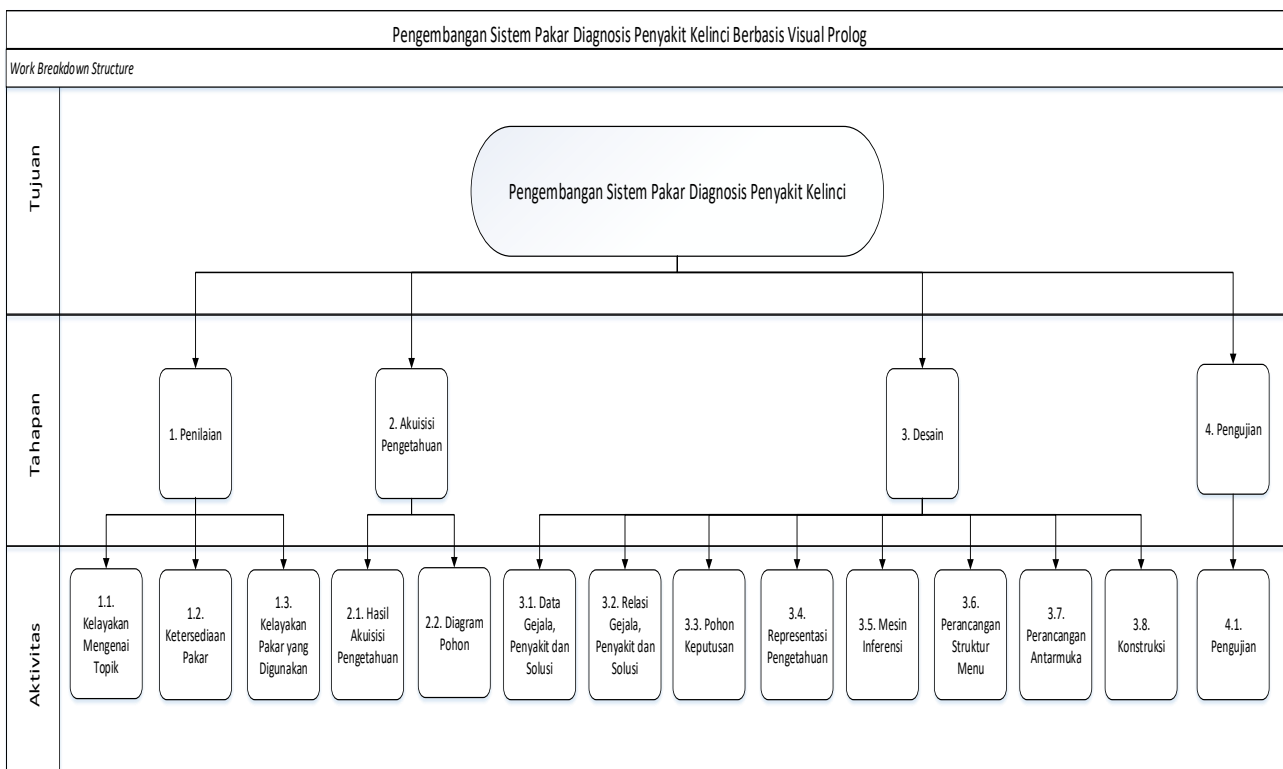 Pengembangan Sistem Pakar Diagnosis Penyakit Kelinci Berbasis Visual Prolog
Work Breakdown Structure
Tujuan
Pengembangan Sistem Pakar Diagnosis Penyakit Kelinci
Tahapan
1. Penilaian
2. Akuisisi
Pengetahuan
3. Desain
4. Pengujian
Aktivitas
1.1.
Kelayakan
Mengenai
Topik
1.2.
Ketersediaan
Pakar
1.3.
Kelayakan
Pakar yang
Digunakan
2.1. Hasil
Akuisisi
Pengetahuan
2.2. Diagram
Pohon
3.1. Data
Gejala,
Penyakit dan
Solusi
3.2. Relasi
Gejala,
Penyakit dan
Solusi
3.3. Pohon
Keputusan
3.4.
Representasi
Pengetahuan
3.5. Mesin
Inferensi
3.6.
Perancangan
Struktur
Menu
3.7.
Perancangan
Antarmuka
3.8.
Konstruksi
4.1.
Pengujian